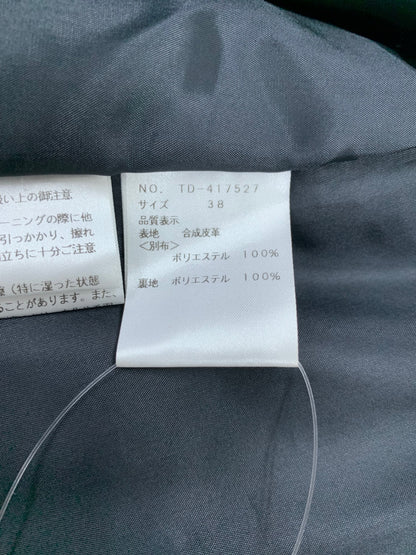 い上の御注意
ーニングの際に他
引っかかり、擦れ
立ちに十分ご注意
（特に湿った状態
ことがあります。また、
NO. TD-417527
サイズ 38
品質表示
表地 合成皮革
＜別布＞
ポリエステル 100%
裏地 ポリエステル 100%